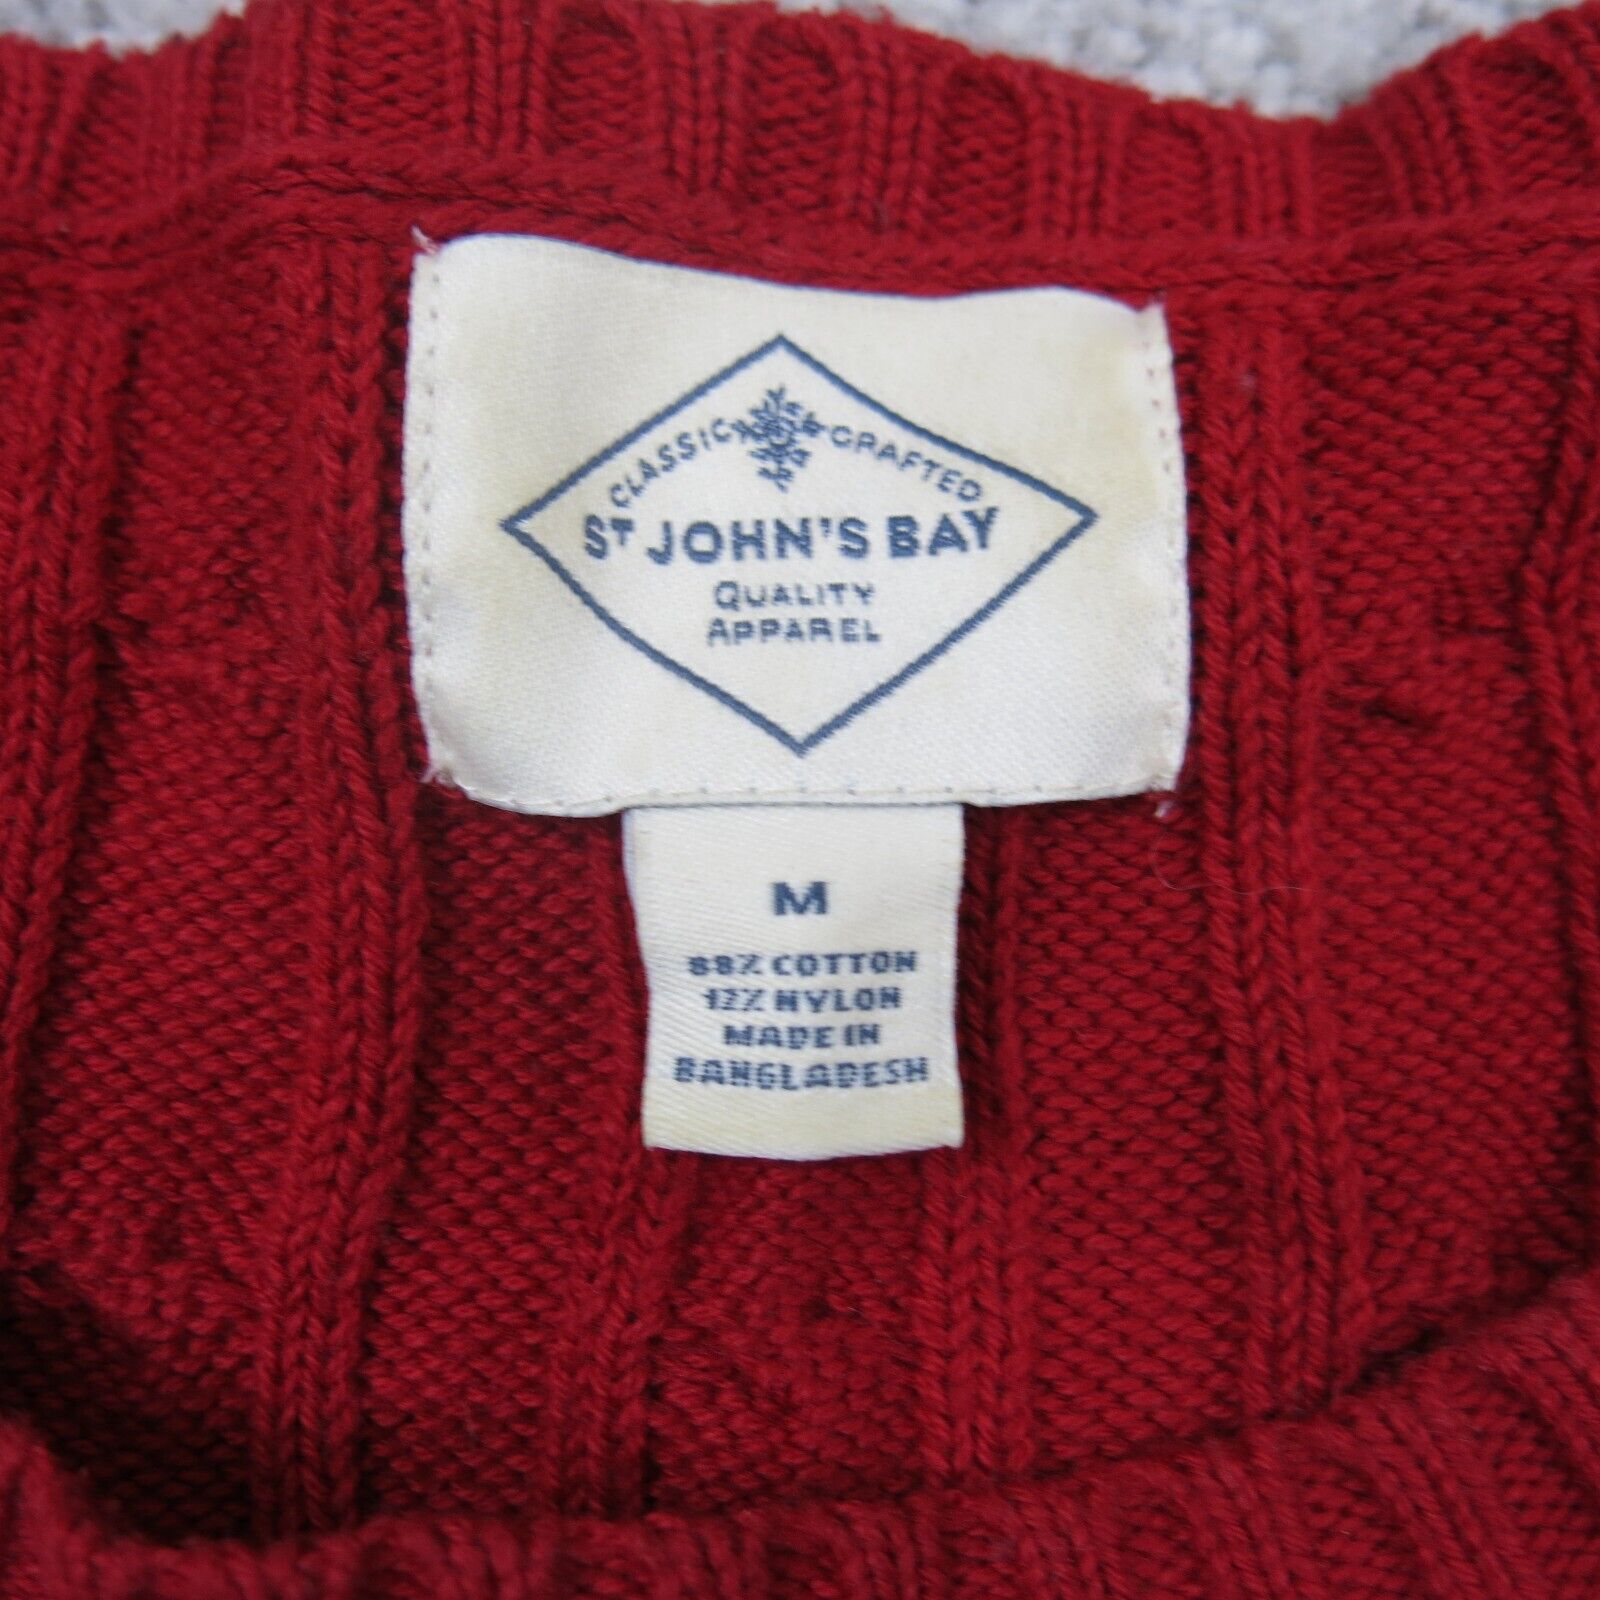 CLASSIC CRAFTED
ST JOHN'S BAY
QUALITY
APPAREL
M
88% COTTON
12% NYLON
MADE IN
BANGLADESH